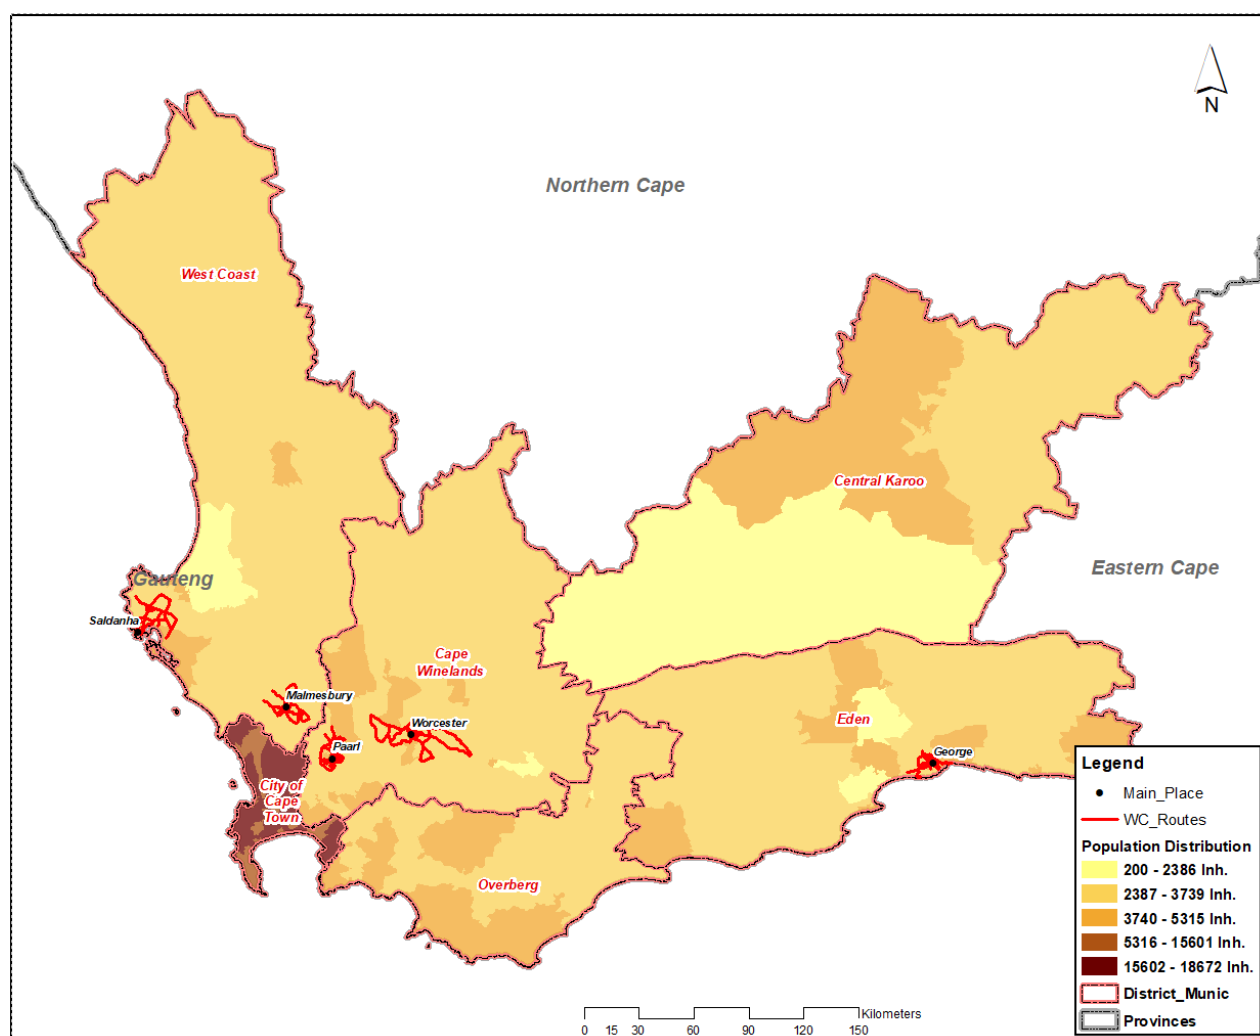 N
Northern Cape
West Coast
Central Karoo
Eastern Cape
Gauteng
Saldanha
Cape
Winelands
Malmesbury
Worcester
Eden
Paarl
George
City of
Cape
Town
Overberg
Legend
Main_Place
WC_Routes
Population Distribution
200 - 2386 Inh.
2387 - 3739 Inh.
3740 - 5315 Inh.
5316 - 15601 Inh.
15602 - 18672 Inh.
District_Munic
Provinces
Kilometers
0 15 30 60 90 120 150